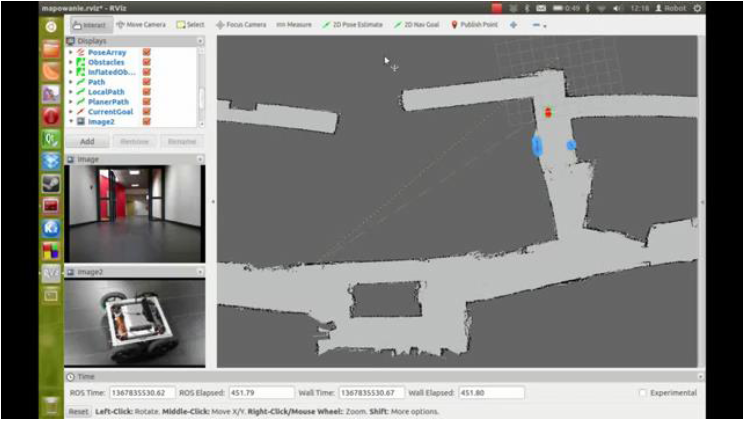 mapowanie.rviz* - RViz
0:49 12:18 Robot
Interact Move Camera Select Focus Camera Measure 2D Pose Estimate 2D Nav Goal Publish Point
Displays
PoseArray
Obstacles
InflatedOb...
Path
LocalPath
PlanerPath
CurrentGoal
Image2
Add Remove Rename
Image
Image2
Time
ROS Time: 1367835530.62 ROS Elapsed: 451.79 Wall Time: 1367835530.67 Wall Elapsed: 451.80 Experimental
Reset Left-Click: Rotate. Middle-Click: Move X/Y. Right-Click/Mouse Wheel: Zoom. Shift: More options.